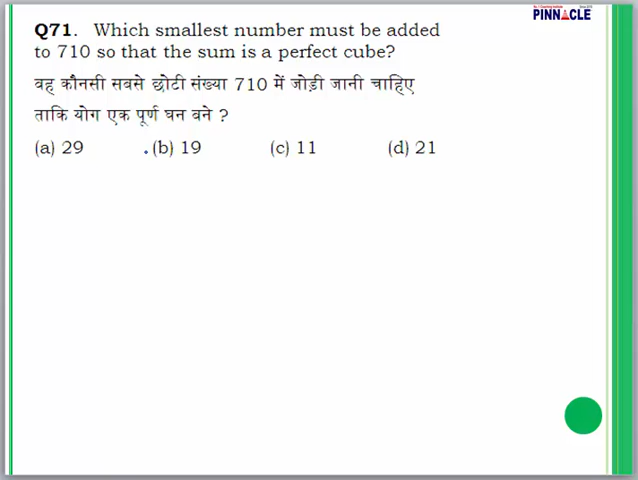 PINNACLE
Q71. Which smallest number must be added
to 710 so that the sum is a perfect cube?
वह कौनसी सबसे छोटी संख्या 710 में जोड़ी जानी चाहिए
ताकि योग एक पूर्ण घन बने ?
(a) 29 (b) 19 (c) 11 (d) 21